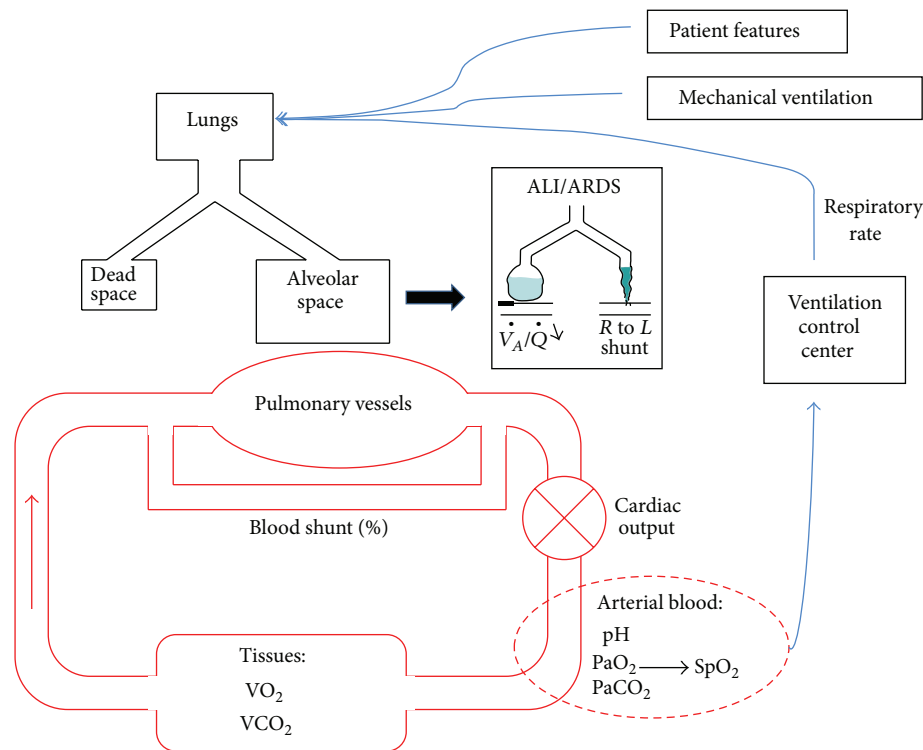 Patient features
Mechanical ventilation
Lungs
ALI/ARDS
Respiratory
rate
Dead
space
Alveolar
space
V̇_A/Q̇ ↘
R to L
shunt
Ventilation
control
center
Pulmonary vessels
Blood shunt (%)
Cardiac
output
Arterial blood:
pH
PaO₂ → SpO₂
PaCO₂
Tissues:
VO₂
VCO₂